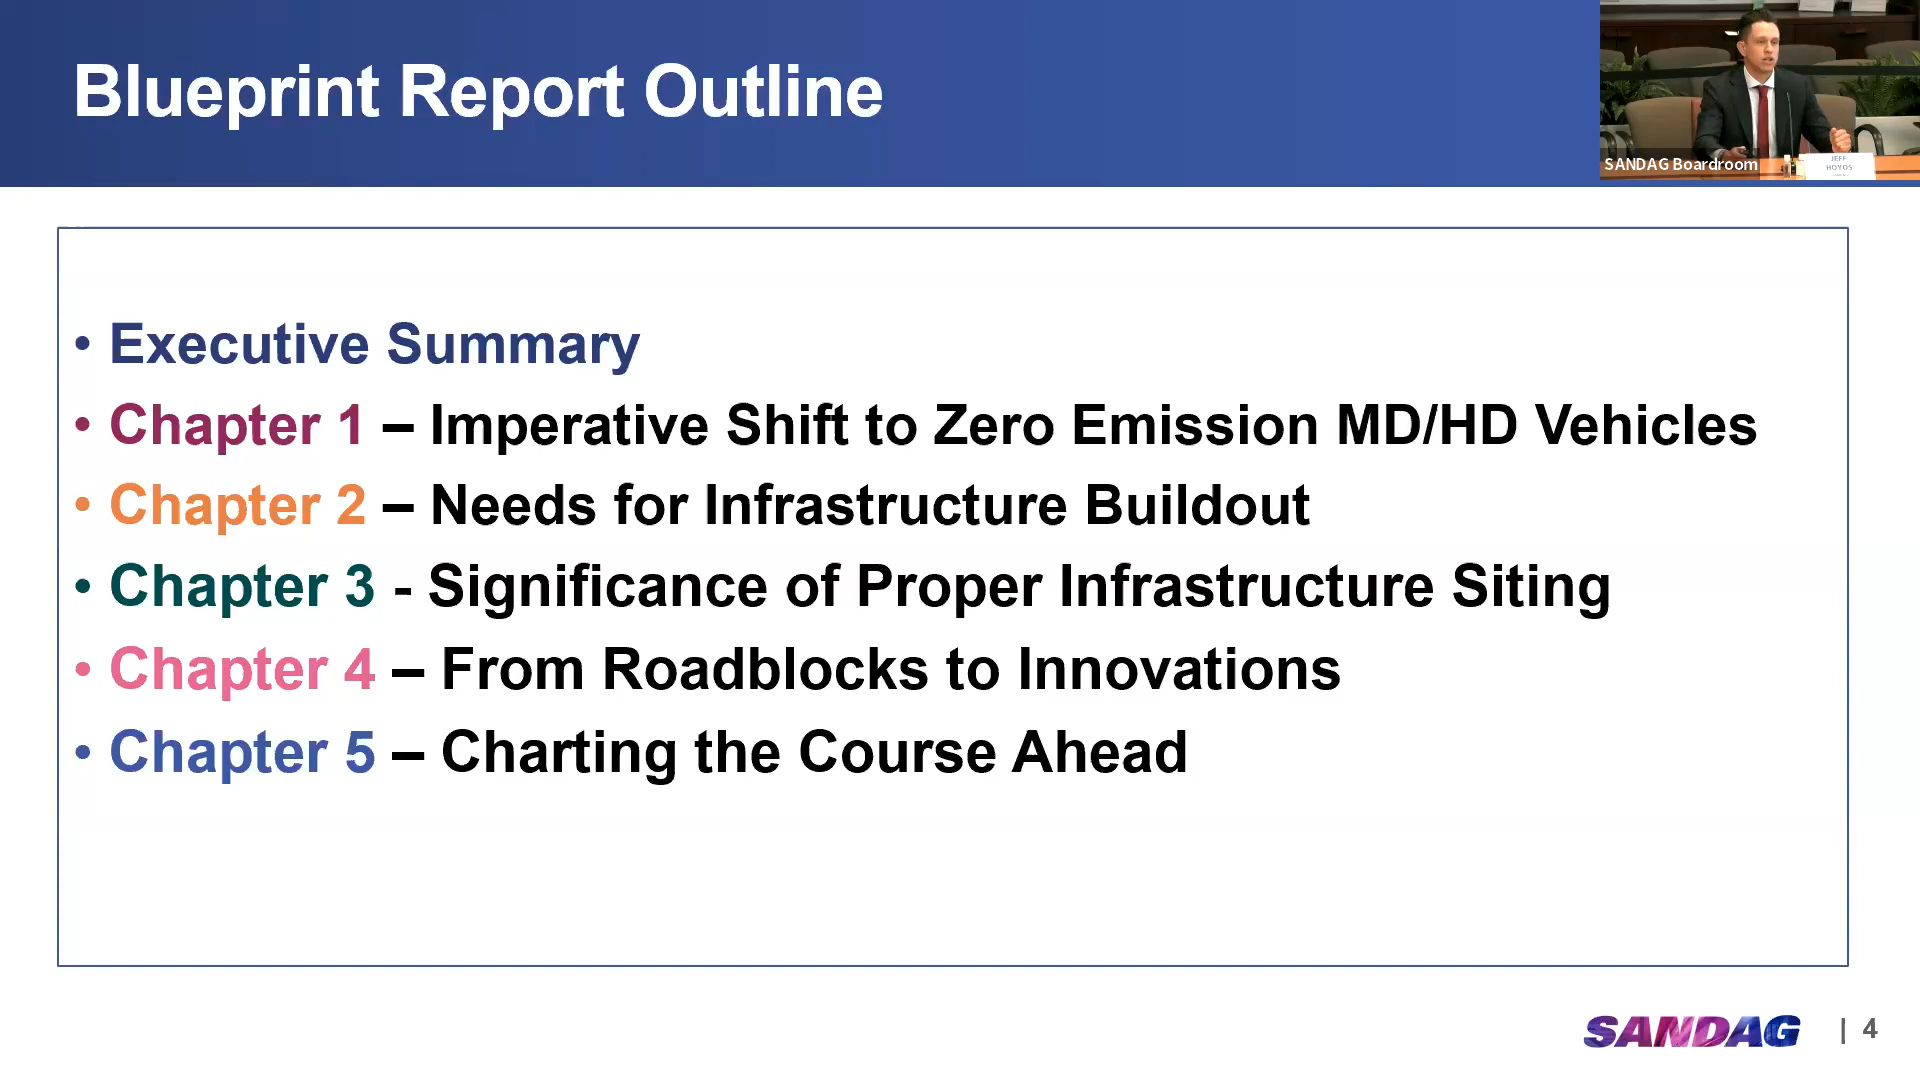 Blueprint Report Outline
SANDAG Boardroom
JEFF
HOYOS
• Executive Summary
• Chapter 1 – Imperative Shift to Zero Emission MD/HD Vehicles
• Chapter 2 – Needs for Infrastructure Buildout
• Chapter 3 - Significance of Proper Infrastructure Siting
• Chapter 4 – From Roadblocks to Innovations
• Chapter 5 – Charting the Course Ahead
SANDAG | 4